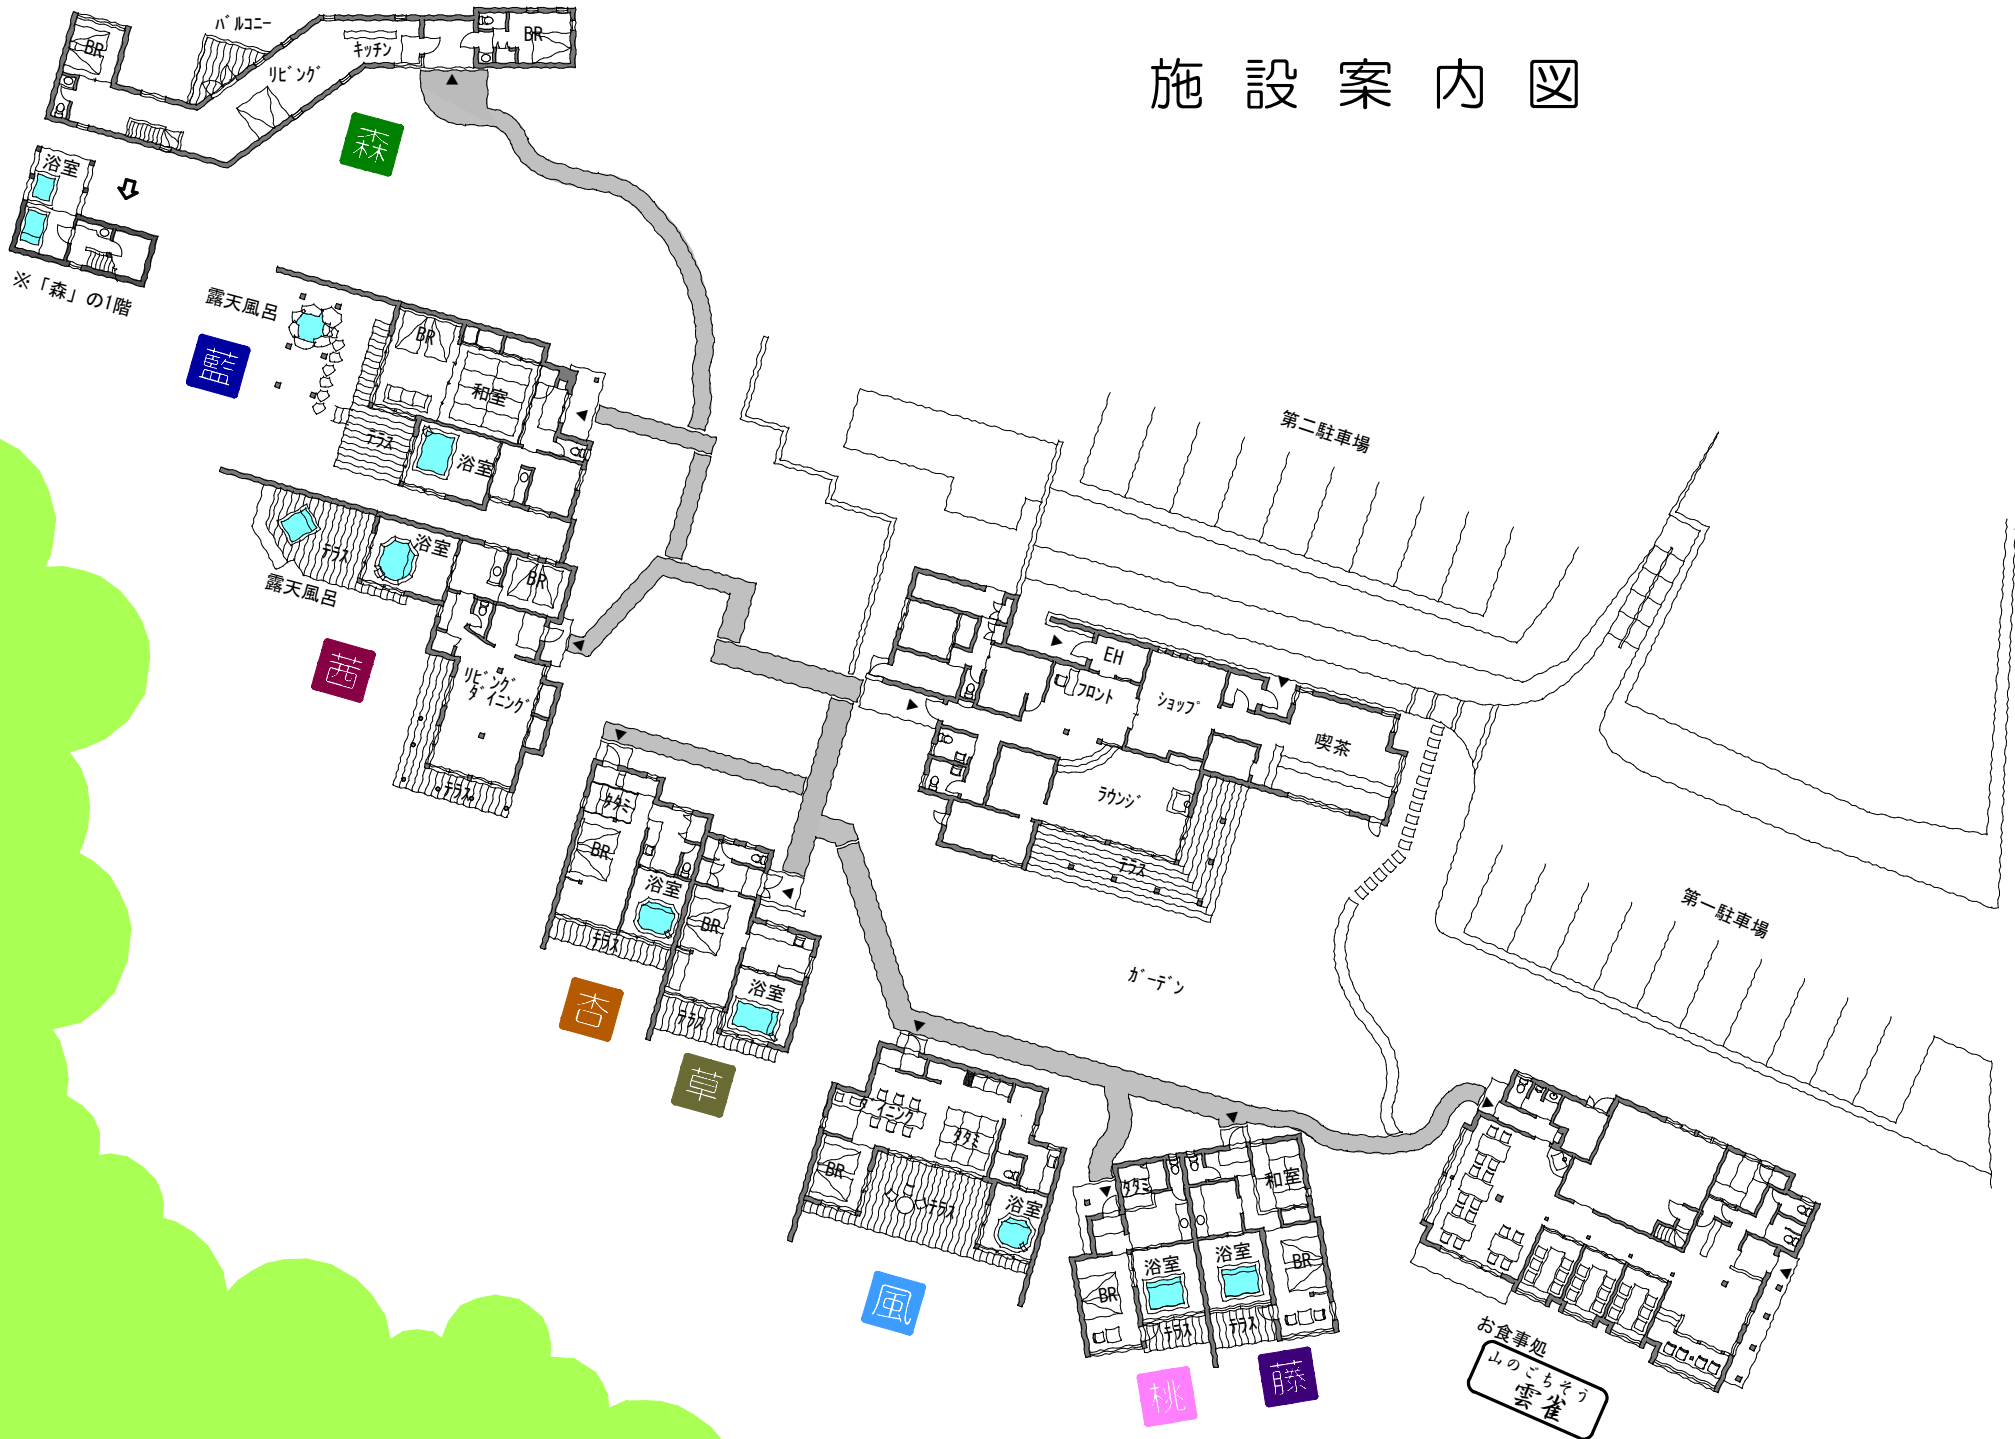 施設案内図
バルコニー
BR
リビング
キッチン
BR
森
浴室
※「森」の1階
露天風呂
藍
BR
和室
テラス
浴室
テラス
浴室
BR
露天風呂
茜
リビング
ダイニング
テラス
第二駐車場
EH
フロント
ショップ
喫茶
ラウンジ
テラス
タタミ
BR
浴室
テラス
杏
BR
浴室
テラス
草
ガーデン
第一駐車場
イニング
タタミ
BR
テラス
浴室
風
タタミ
浴室
BR
テラス
桃
和室
浴室
BR
テラス
藤
お食事処
山のごちそう
雲雀